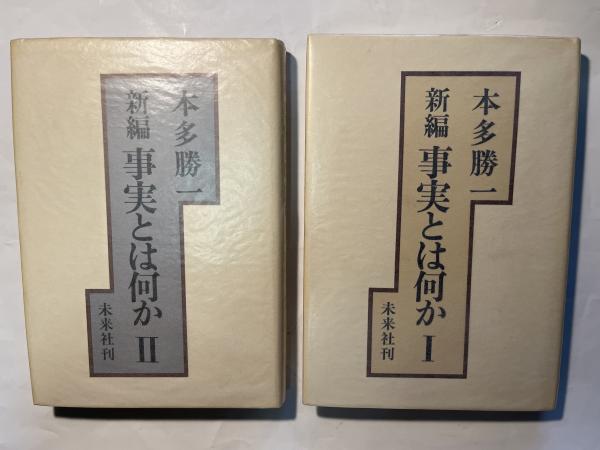 本多勝一
新編 事実とは何か II
未来社刊
本多勝一
新編 事実とは何か I
未来社刊